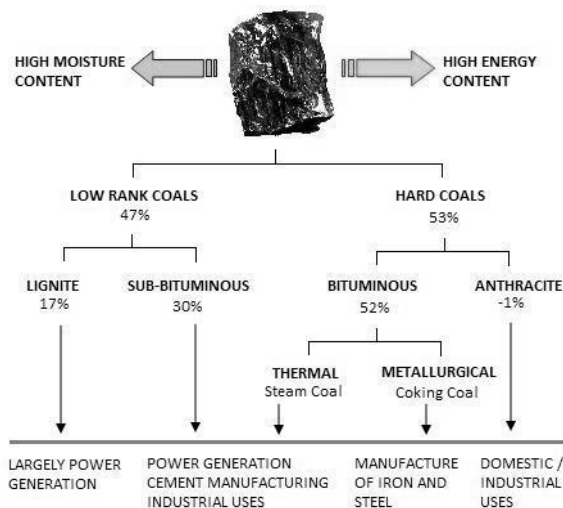 HIGH MOISTURE
CONTENT
HIGH ENERGY
CONTENT
LOW RANK COALS
47%
HARD COALS
53%
LIGNITE
17%
SUB-BITUMINOUS
30%
BITUMINOUS
52%
ANTHRACITE
-1%
THERMAL
Steam Coal
METALLURGICAL
Coking Coal
LARGELY POWER
GENERATION
POWER GENERATION
CEMENT MANUFACTURING
INDUSTRIAL USES
MANUFACTURE
OF IRON AND
STEEL
DOMESTIC /
INDUSTRIAL
USES